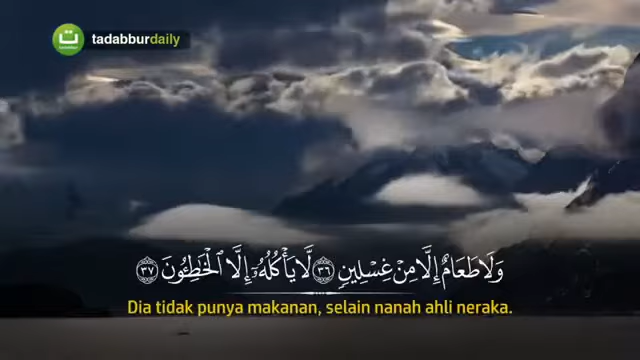 tadabburdaily
وَلَا طَعَامٌ إِلَّا مِنْ غِسْلِينٍ ٣٦ لَّا يَأْكُلُهُۥٓ إِلَّا ٱلْخَٰطِـُٔونَ ٣٧
Dia tidak punya makanan, selain nanah ahli neraka.